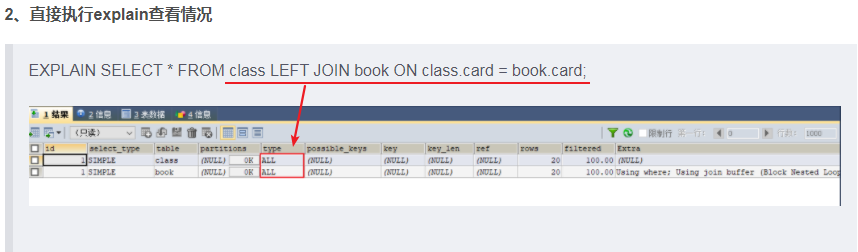 2、直接执行explain查看情况
EXPLAIN SELECT * FROM class LEFT JOIN book ON class.card = book.card;
1 结果 2 信息 3 表数据 4 信息
(只读) 限制行 第一行: 0 行数: 1000
id select_type table partitions type possible_keys key key_len ref rows filtered Extra
1 SIMPLE class (NULL) 0K ALL (NULL) (NULL) (NULL) (NULL) 20 100.00 (NULL)
1 SIMPLE book (NULL) 0K ALL (NULL) (NULL) (NULL) (NULL) 20 100.00 Using where; Using join buffer (Block Nested Loop